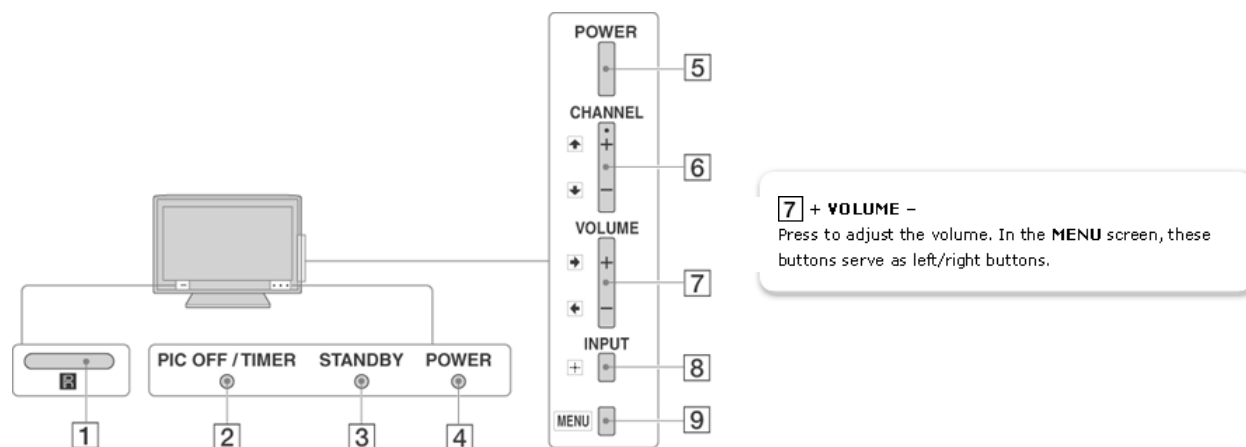 POWER
5
CHANNEL
+
6
–
VOLUME
+
7
–
INPUT
8
MENU
9
R
1
PIC OFF / TIMER STANDBY POWER
2 3 4
7 + VOLUME –
Press to adjust the volume. In the MENU screen, these
buttons serve as left/right buttons.